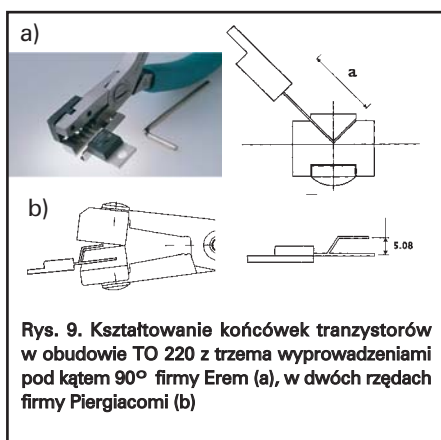 a)
a
b)
5.08
Rys. 9. Kształtowanie końcówek tranzystorów
w obudowie TO 220 z trzema wyprowadzeniami
pod kątem 90° firmy Erem (a), w dwóch rzędach
firmy Piergiacomi (b)